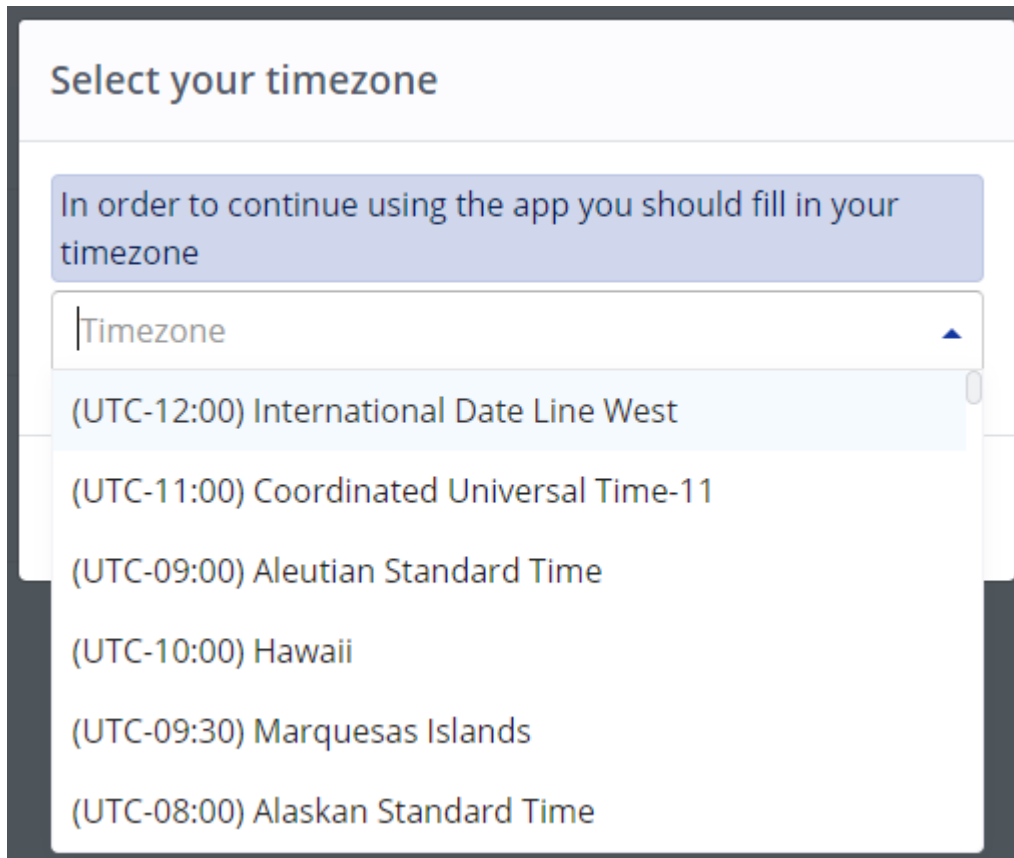 Select your timezone
In order to continue using the app you should fill in your
timezone
Timezone
(UTC-12:00) International Date Line West
(UTC-11:00) Coordinated Universal Time-11
(UTC-09:00) Aleutian Standard Time
(UTC-10:00) Hawaii
(UTC-09:30) Marquesas Islands
(UTC-08:00) Alaskan Standard Time